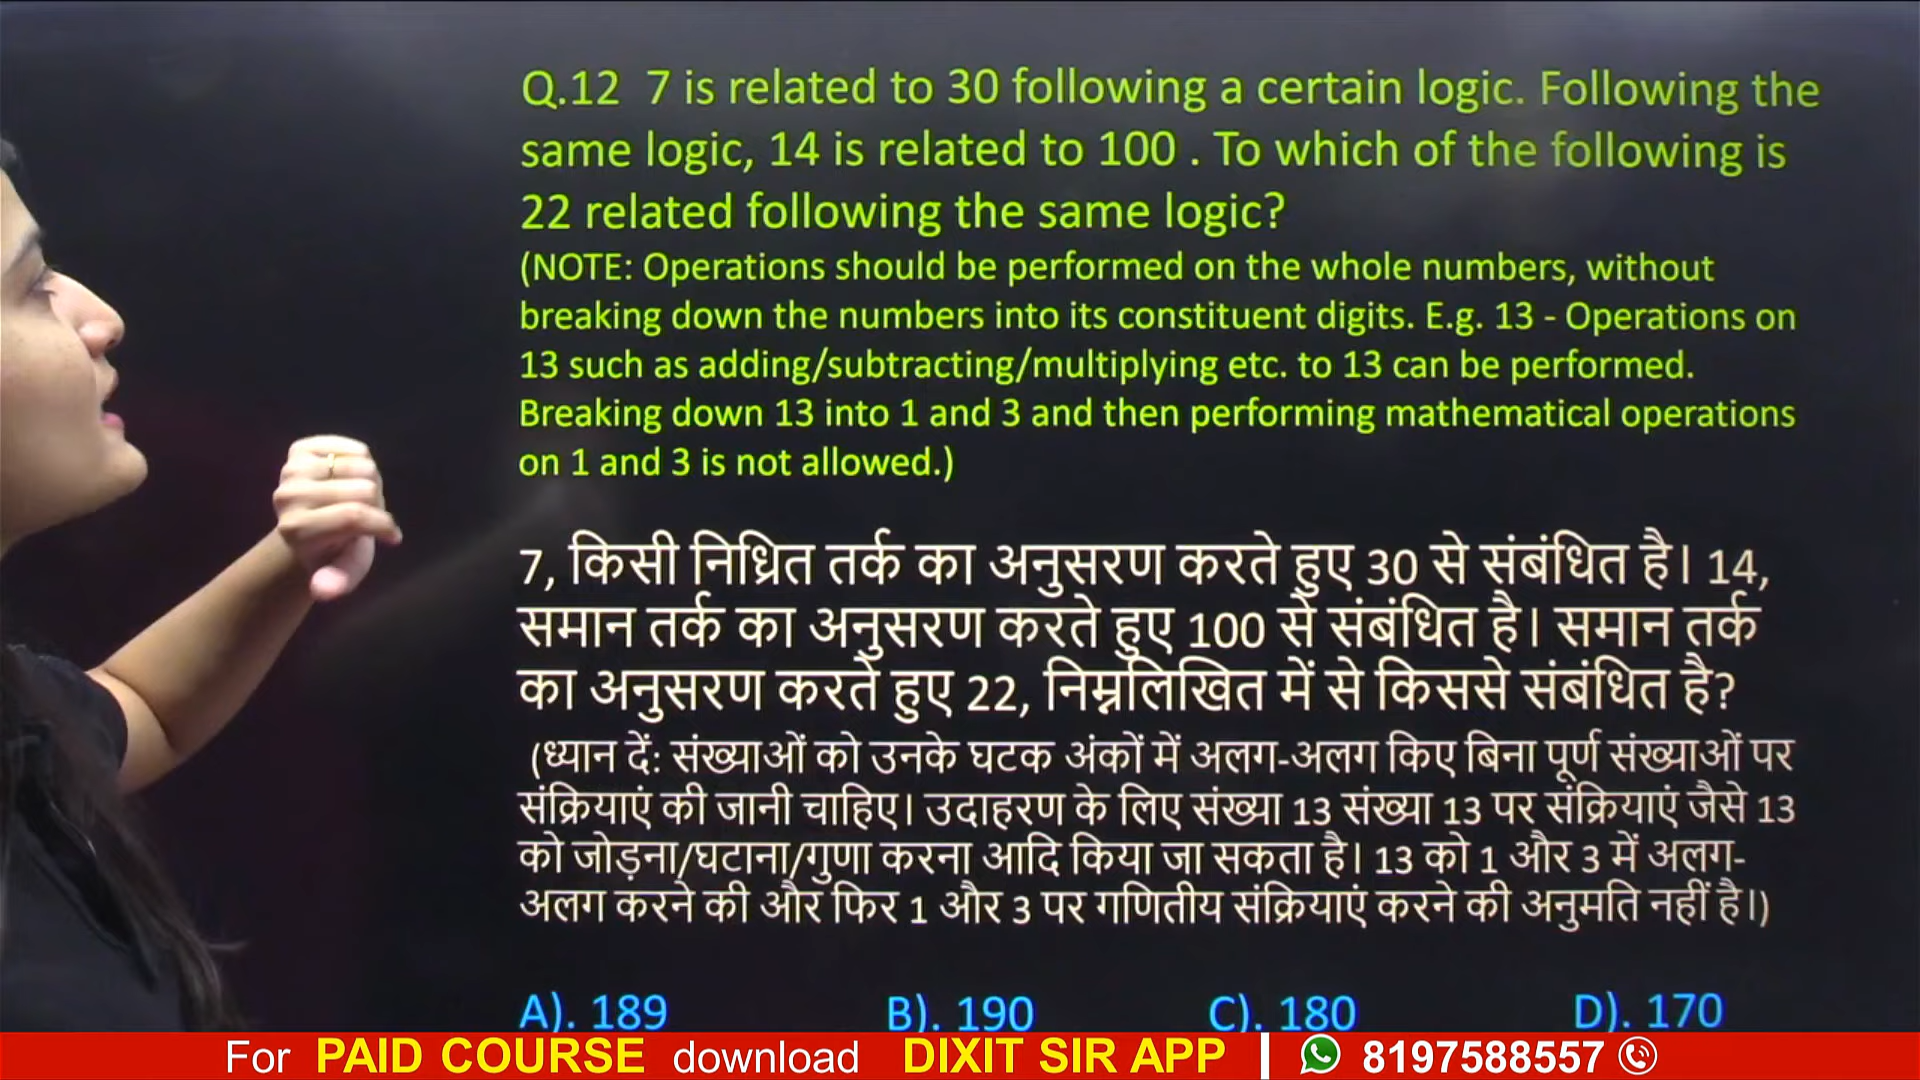 Q.12 7 is related to 30 following a certain logic. Following the
same logic, 14 is related to 100 . To which of the following is
22 related following the same logic?
(NOTE: Operations should be performed on the whole numbers, without
breaking down the numbers into its constituent digits. E.g. 13 - Operations on
13 such as adding/subtracting/multiplying etc. to 13 can be performed.
Breaking down 13 into 1 and 3 and then performing mathematical operations
on 1 and 3 is not allowed.)
7, किसी निध्रित तर्क का अनुसरण करते हुए 30 से संबंधित है। 14,
समान तर्क का अनुसरण करते हुए 100 से संबंधित है। समान तर्क
का अनुसरण करते हुए 22, निम्नलिखित में से किससे संबंधित है?
(ध्यान दें: संख्याओं को उनके घटक अंकों में अलग-अलग किए बिना पूर्ण संख्याओं पर
संक्रियाएं की जानी चाहिए। उदाहरण के लिए संख्या 13 संख्या 13 पर संक्रियाएं जैसे 13
को जोड़ना/घटाना/गुणा करना आदि किया जा सकता है। 13 को 1 और 3 में अलग-
अलग करने की और फिर 1 और 3 पर गणितीय संक्रियाएं करने की अनुमति नहीं है।)
A). 189 B). 190 C). 180 D). 170
For PAID COURSE download DIXIT SIR APP | 8197588557